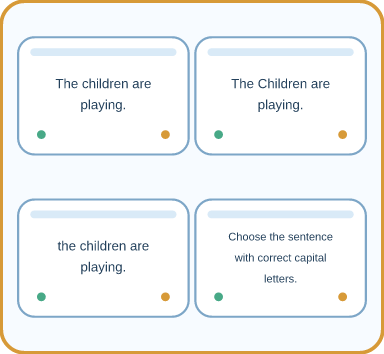 The children are
playing.
The Children are
playing.
the children are
playing.
Choose the sentence
with correct capital
letters.